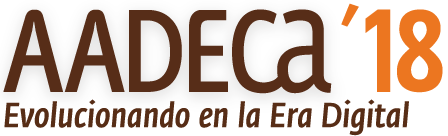 AADECa '18
Evolucionando en la Era Digital